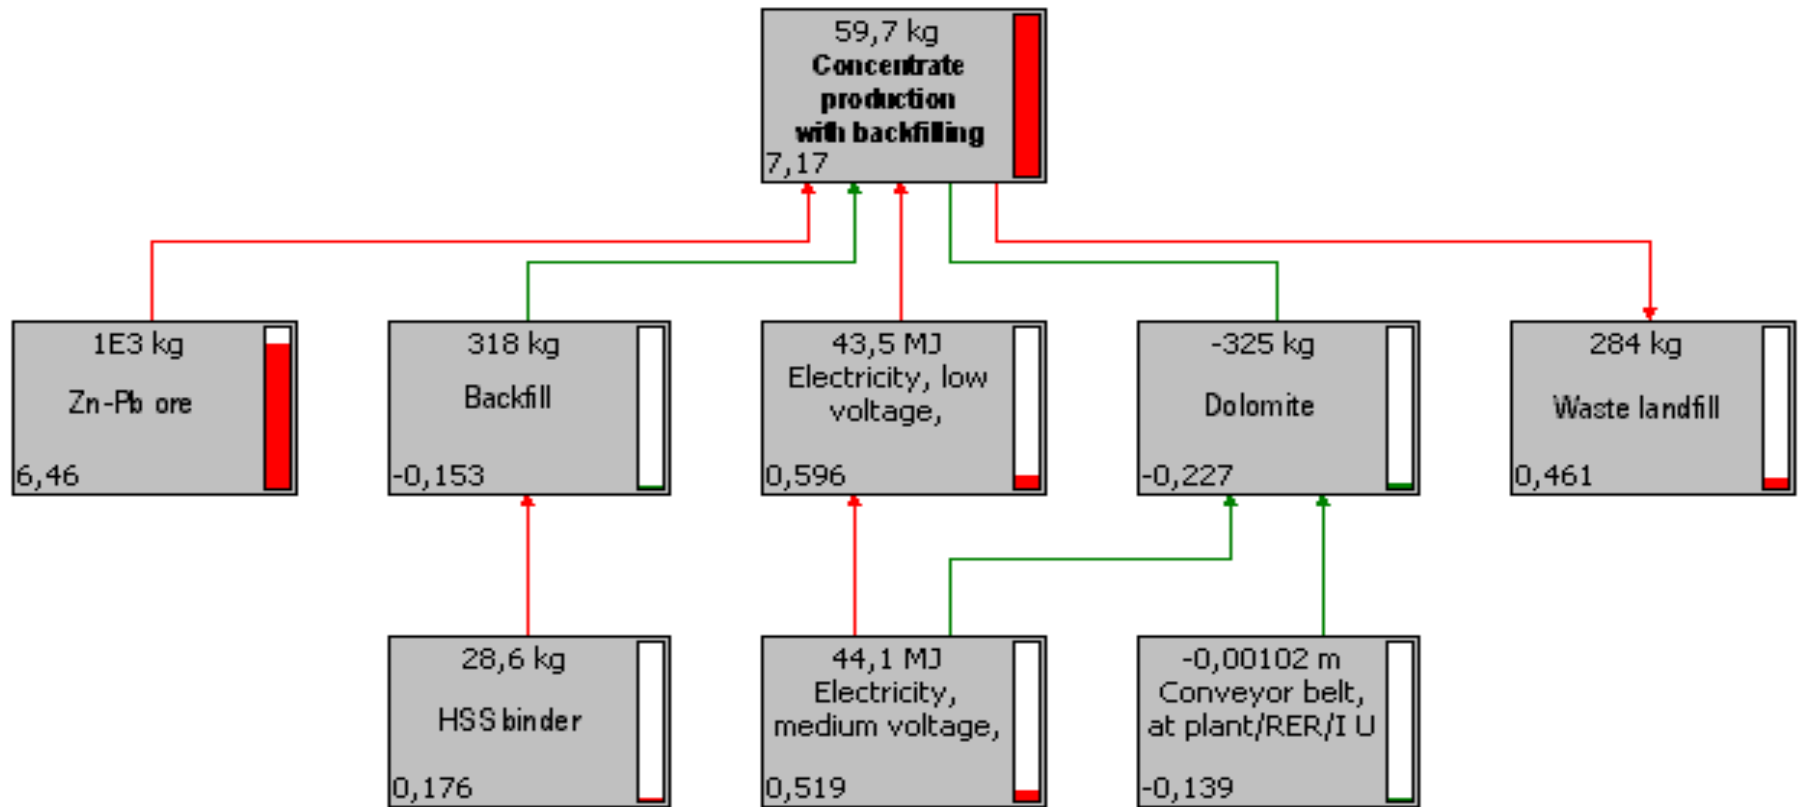 59,7 kg
Concentrate
production
with backfilling
7,17
1E3 kg
Zn-Pb ore
6,46
318 kg
Backfill
-0,153
43,5 MJ
Electricity, low
voltage,
0,596
-325 kg
Dolomite
-0,227
284 kg
Waste landfill
0,461
28,6 kg
HSS binder
0,176
44,1 MJ
Electricity,
medium voltage,
0,519
-0,00102 m
Conveyor belt,
at plant/RER/I U
-0,139